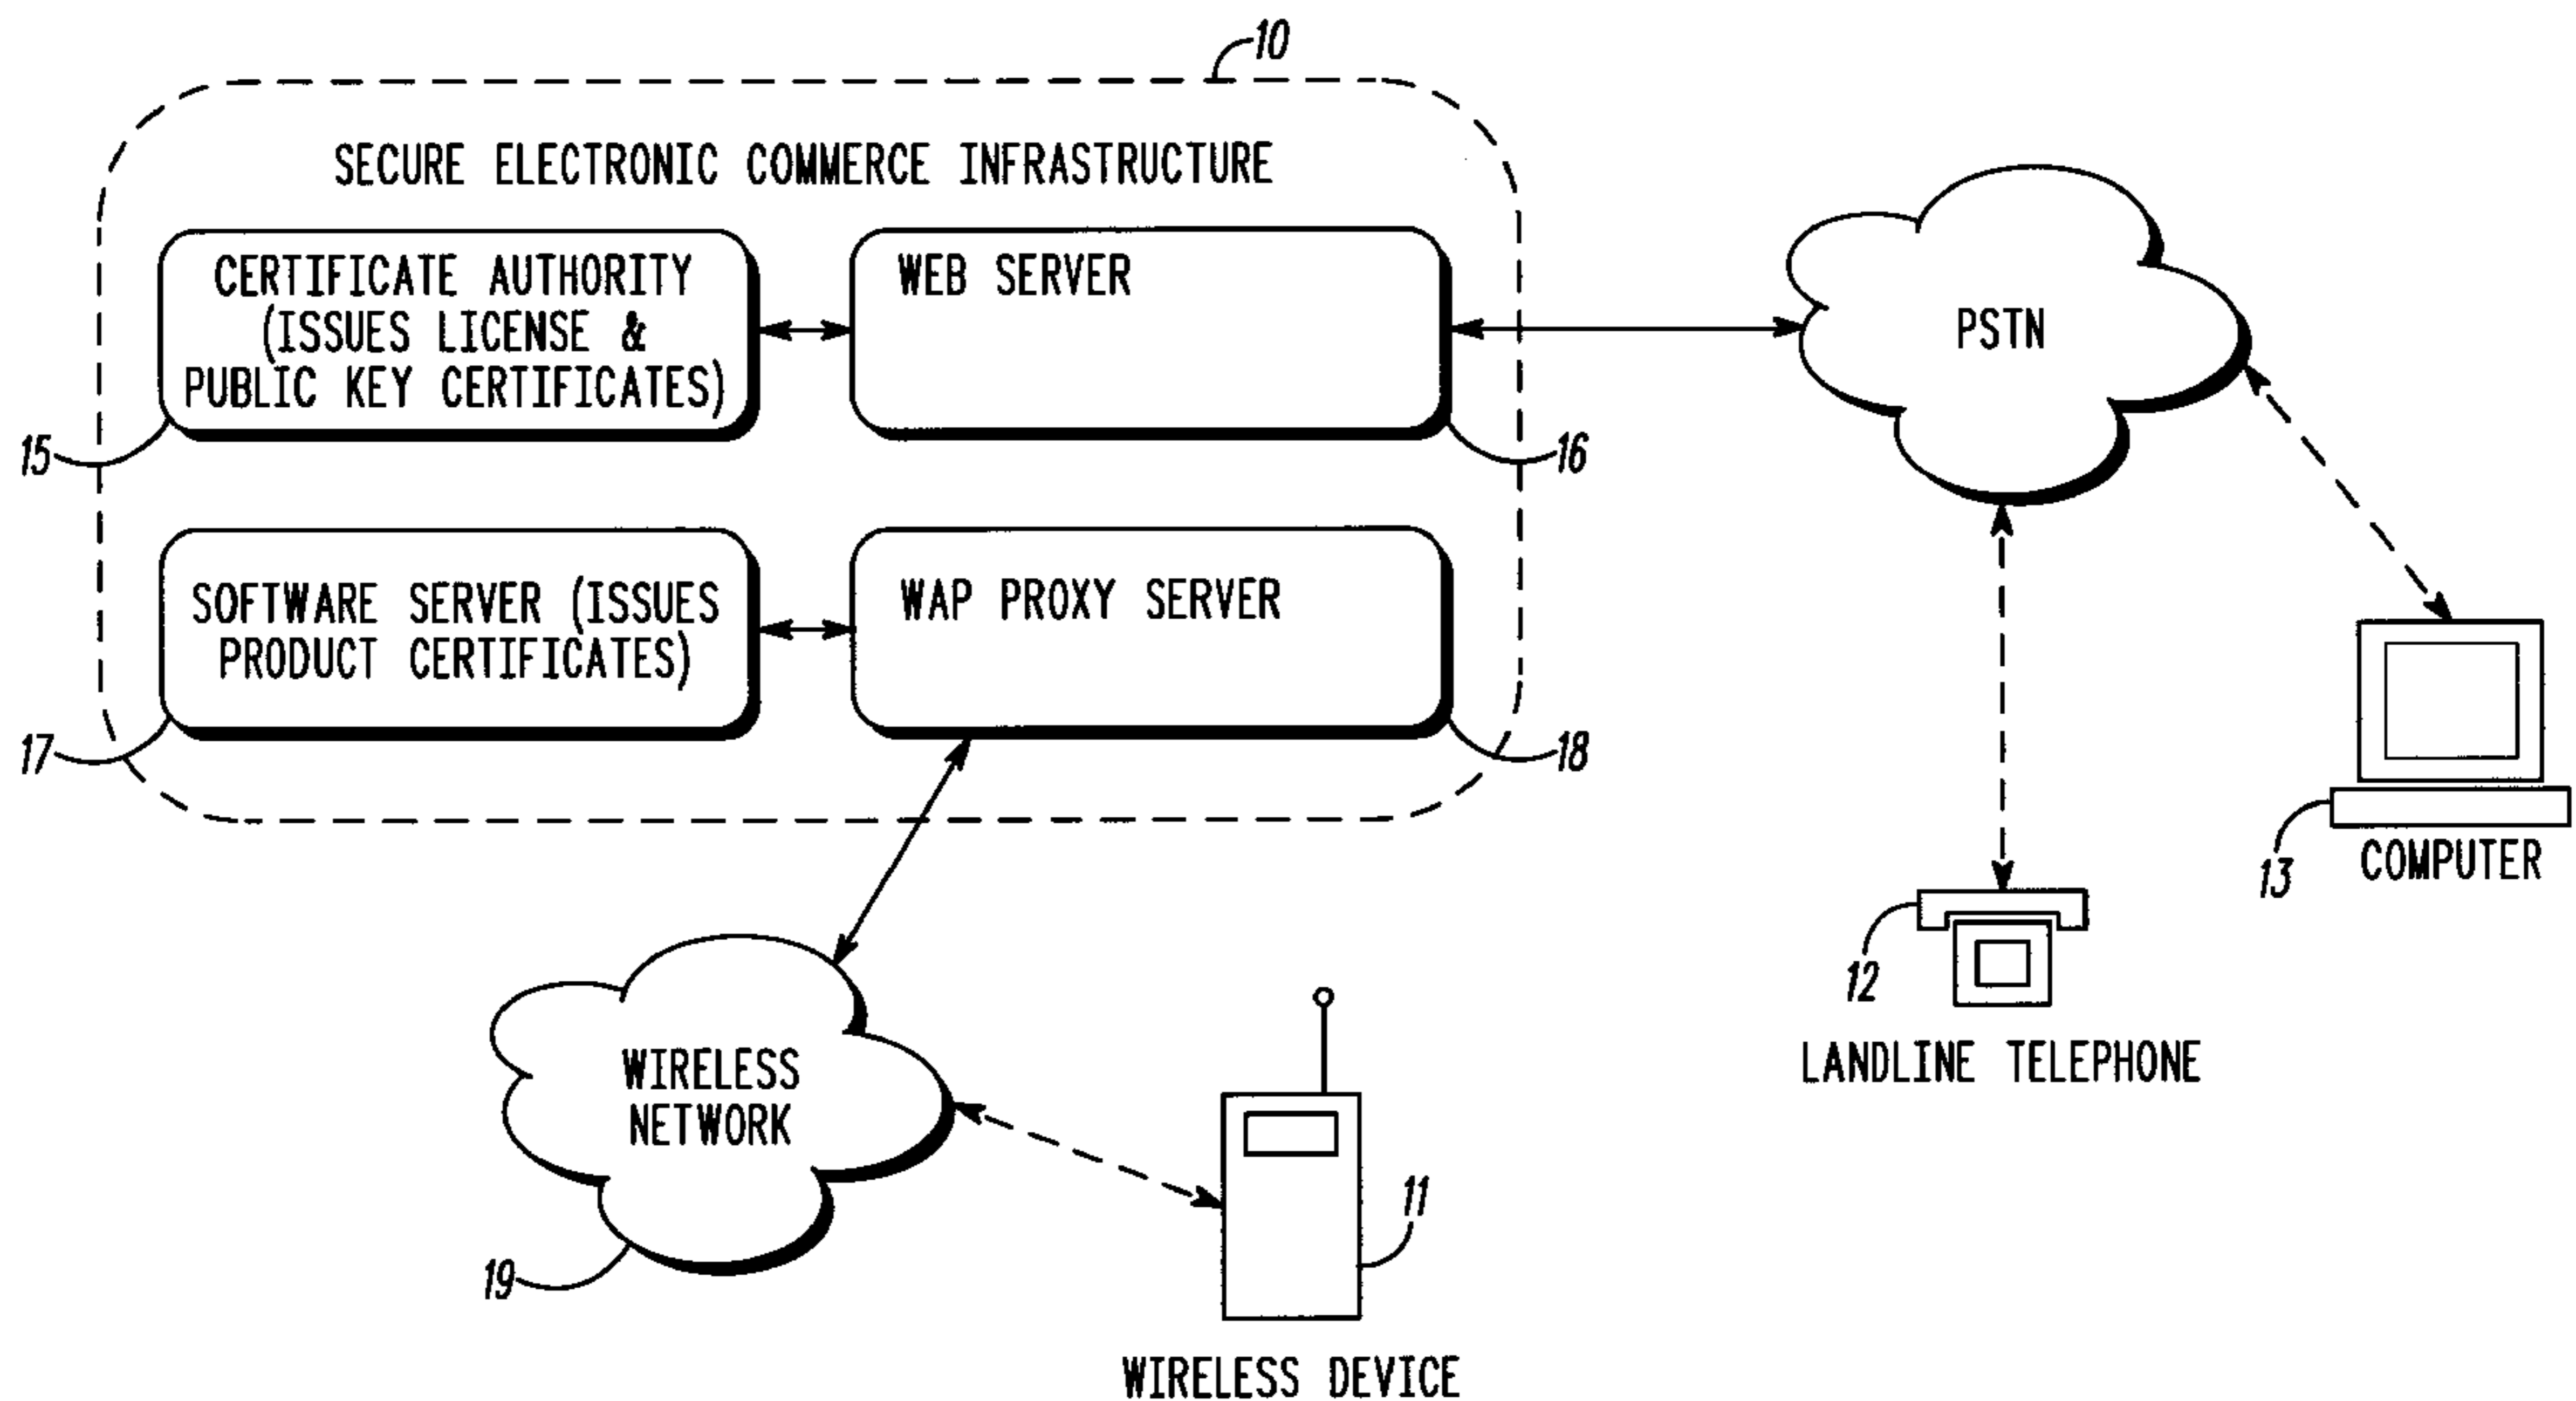 10
SECURE ELECTRONIC COMMERCE INFRASTRUCTURE
CERTIFICATE AUTHORITY
(ISSUES LICENSE &
PUBLIC KEY CERTIFICATES)
WEB SERVER
PSTN
15
16
SOFTWARE SERVER (ISSUES
PRODUCT CERTIFICATES)
WAP PROXY SERVER
17
18
13
COMPUTER
12
LANDLINE TELEPHONE
WIRELESS
NETWORK
11
19
WIRELESS DEVICE